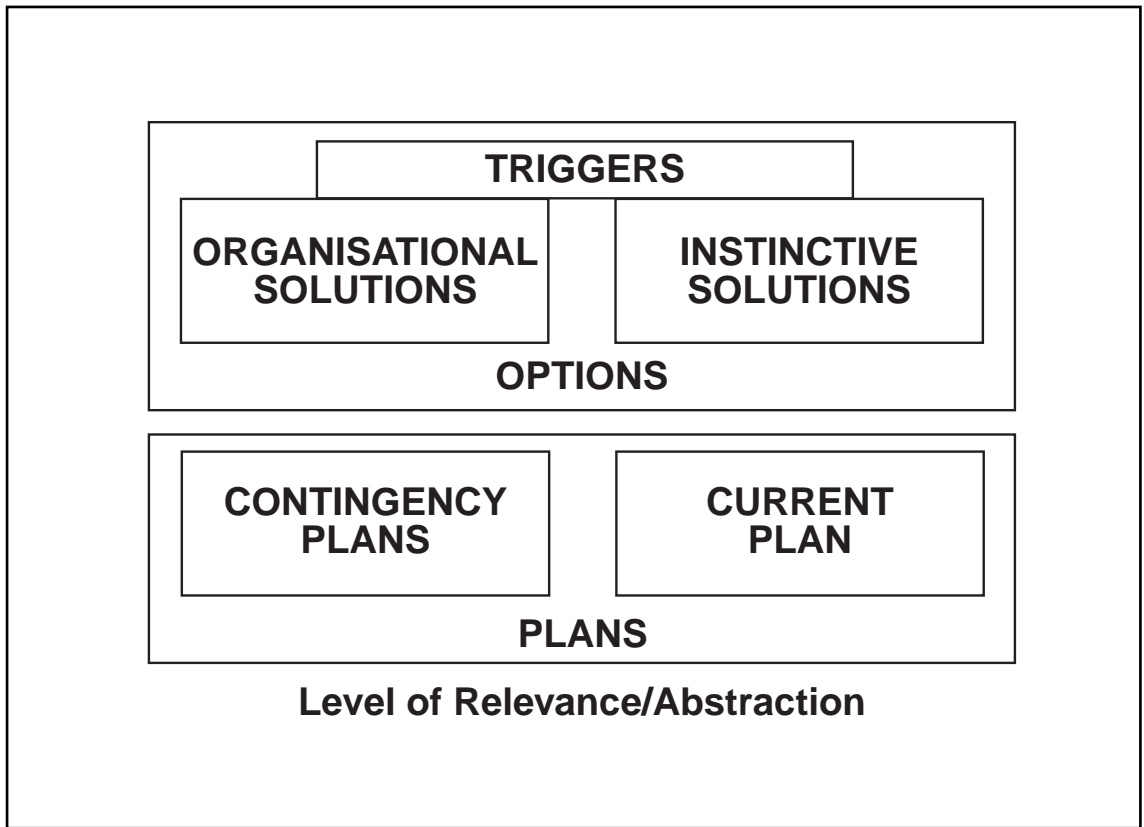 TRIGGERS
ORGANISATIONAL
SOLUTIONS
INSTINCTIVE
SOLUTIONS
OPTIONS
CONTINGENCY
PLANS
CURRENT
PLAN
PLANS
Level of Relevance/Abstraction